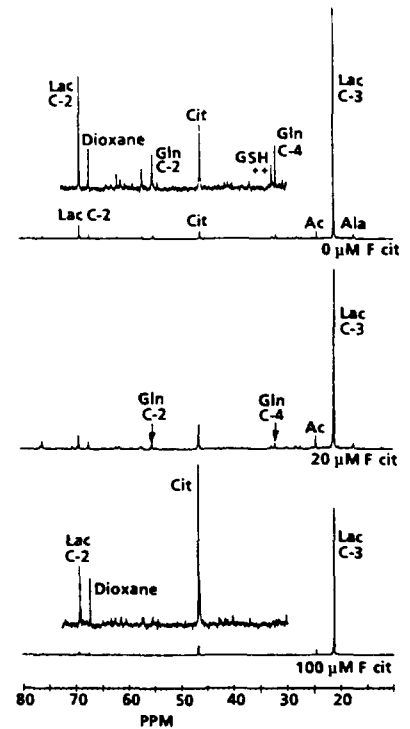 Lac
C-2
Dioxane
Gln
C-2
Cit
GSH
++
Gln
C-4
Lac
C-3
Lac C-2
Cit
Ac
Ala
0 μM F cit
Lac
C-3
Gln
C-2
Gln
C-4
Ac
20 μM F cit
Cit
Lac
C-2
Dioxane
Lac
C-3
100 μM F cit
80 70 60 50 40 30 20
PPM